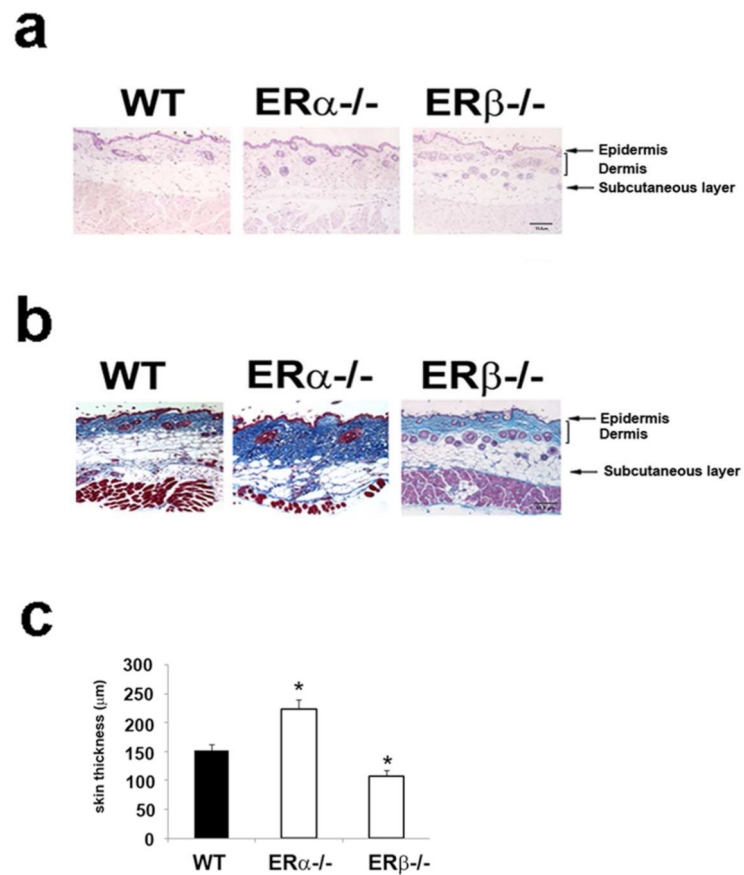 a
WT ERα-/- ERβ-/-
Epidermis
Dermis
Subcutaneous layer
b
WT ERα-/- ERβ-/-
Epidermis
Dermis
Subcutaneous layer
c
skin thickness (μm)
300
250
200
150
100
50
0
*
*
WT ERα-/- ERβ-/-